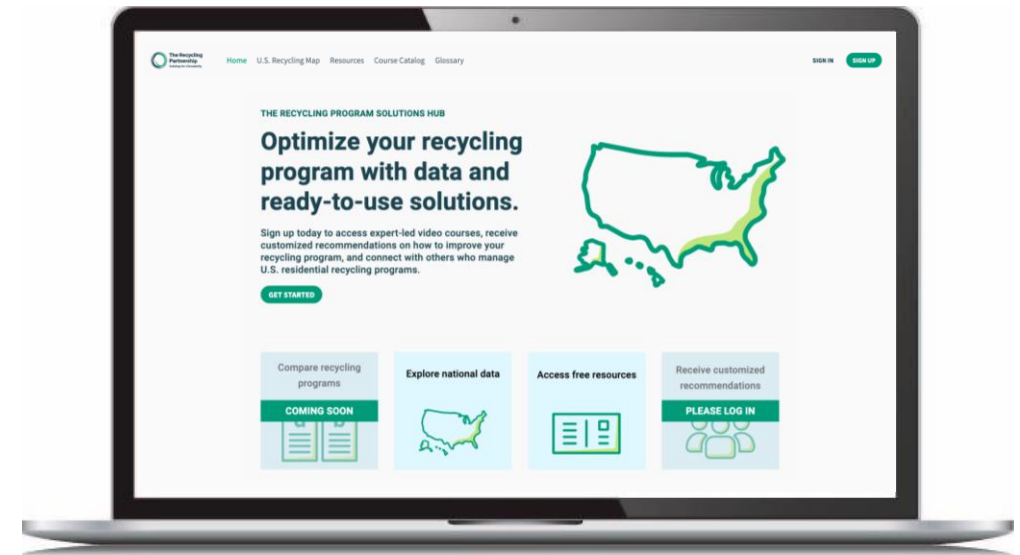 The Recycling
Partnership
Home
U.S. Recycling Map
Resources
Course Catalog
Glossary
SIGN IN
SIGN UP
THE RECYCLING PROGRAM SOLUTIONS HUB
Optimize your recycling
program with data and
ready-to-use solutions.
Sign up today to access expert-led video courses, receive
customized recommendations on how to improve your
recycling program, and connect with others who manage
U.S. residential recycling programs.
GET STARTED
Compare recycling
programs
COMING SOON
a b
Explore national data
Access free resources
Receive customized
recommendations
PLEASE LOG IN